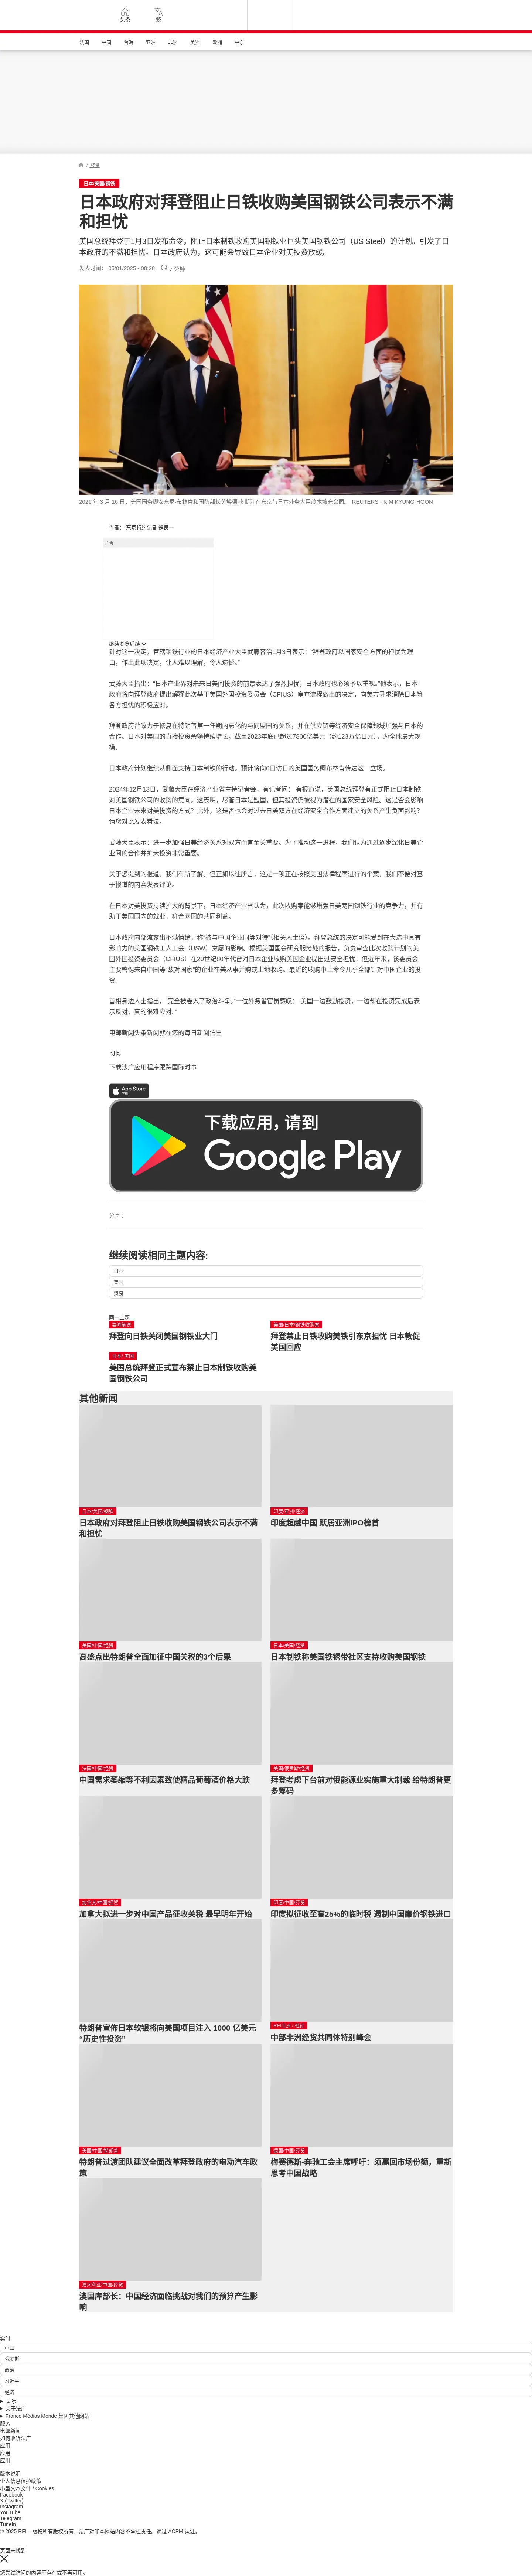 头条
繁
法国 中国 台海 亚洲 非洲 美洲 欧洲 中东
/ 经贸
日本/美国/钢铁
日本政府对拜登阻止日铁收购美国钢铁公司表示不满
和担忧
美国总统拜登于1月3日发布命令，阻止日本制铁收购美国钢铁业巨头美国钢铁公司（US Steel）的计划。引发了日
本政府的不满和担忧。日本政府认为，这可能会导致日本企业对美投资放缓。
发表时间： 05/01/2025 - 08:28 7 分钟
2021 年 3 月 16 日，美国国务卿安东尼·布林肯和国防部长劳埃德·奥斯汀在东京与日本外务大臣茂木敏充会面。 REUTERS - KIM KYUNG-HOON
作者： 东京特约记者 楚良一
广告
继续浏览后续
针对这一决定，管辖钢铁行业的日本经济产业大臣武藤容治1月3日表示：“拜登政府以国家安全方面的担忧为理
由，作出此项决定，让人难以理解，令人遗憾。”
武藤大臣指出：“日本产业界对未来日美间投资的前景表达了强烈担忧，日本政府也必须予以重视。”他表示，日本
政府将向拜登政府提出解释此次基于美国外国投资委员会（CFIUS）审查流程做出的决定，向美方寻求消除日本等
各方担忧的积极应对。
拜登政府曾致力于修复在特朗普第一任期内恶化的与同盟国的关系，并在供应链等经济安全保障领域加强与日本的
合作。日本对美国的直接投资余额持续增长，截至2023年底已超过7800亿美元（约123万亿日元），为全球最大规
模。
日本政府计划继续从侧面支持日本制铁的行动。预计将向6日访日的美国国务卿布林肯传达这一立场。
2024年12月13日，武藤大臣在经济产业省主持记者会，有记者问： 有报道说，美国总统拜登有正式阻止日本制铁
对美国钢铁公司的收购的意向。这表明，尽管日本是盟国，但其投资仍被视为潜在的国家安全风险。这是否会影响
日本企业未来对美投资的方式？此外，这是否也会对过去日美双方在经济安全合作方面建立的关系产生负面影响？
请您对此发表看法。
武藤大臣表示：进一步加强日美经济关系对双方而言至关重要。为了推动这一进程，我们认为通过逐步深化日美企
业间的合作并扩大投资非常重要。
关于您提到的报道，我们有所了解。但正如以往所言，这是一项正在按照美国法律程序进行的个案，我们不便对基
于报道的内容发表评论。
在日本对美投资持续扩大的背景下，日本经济产业省认为，此次收购案能够增强日美两国钢铁行业的竞争力，并有
助于美国国内的就业，符合两国的共同利益。
日本政府内部流露出不满情绪，称“被与中国企业同等对待”（相关人士语）。拜登总统的决定可能受到在大选中具有
影响力的美国钢铁工人工会（USW）意愿的影响。根据美国国会研究服务处的报告，负责审查此次收购计划的美
国外国投资委员会（CFIUS）在20世纪80年代曾对日本企业收购美国企业提出过安全担忧，但近年来，该委员会
主要警惕来自中国等“敌对国家”的企业在美从事并购或土地收购。最近的收购中止命令几乎全部针对中国企业的投
资。
首相身边人士指出，“完全被卷入了政治斗争。”一位外务省官员感叹：“美国一边鼓励投资，一边却在投资完成后表
示反对，真的很难应对。”
电邮新闻头条新闻就在您的每日新闻信里
订阅
下载法广应用程序跟踪国际时事
App Store
下载
下载应用，请到
Google Play
分享 :
继续阅读相同主题内容:
日本
美国
贸易
同一主题
要闻解说
拜登向日铁关闭美国钢铁业大门
美国/日本/钢铁收购案
拜登禁止日铁收购美铁引东京担忧 日本敦促
美国回应
日本/ 美国
美国总统拜登正式宣布禁止日本制铁收购美
国钢铁公司
其他新闻
日本/美国/钢铁
日本政府对拜登阻止日铁收购美国钢铁公司表示不满
和担忧
印度/亚洲/经济
印度超越中国 跃居亚洲IPO榜首
美国/中国/经贸
高盛点出特朗普全面加征中国关税的3个后果
日本/美国/经贸
日本制铁称美国铁锈带社区支持收购美国钢铁
法国/中国/经贸
中国需求萎缩等不利因素致使精品葡萄酒价格大跌
美国/俄罗斯/经贸
拜登考虑下台前对俄能源业实施重大制裁 给特朗普更
多筹码
加拿大/中国/经贸
加拿大拟进一步对中国产品征收关税 最早明年开始
印度/中国/经贸
印度拟征收至高25%的临时税 遏制中国廉价钢铁进口
特朗普宣佈日本软银将向美国项目注入 1000 亿美元
“历史性投资”
RFI亚洲 / 社经
中部非洲经货共同体特别峰会
美国/中国/特朗普
特朗普过渡团队建议全面改革拜登政府的电动汽车政
策
德国/中国/经贸
梅赛德斯-奔驰工会主席呼吁：须赢回市场份额，重新
思考中国战略
澳大利亚/中国/经贸
澳国库部长：中国经济面临挑战对我们的预算产生影
响
实时
中国
俄罗斯
政治
习近平
经济
国际
关于法广
France Médias Monde 集团其他网站
服务
电邮新闻
如何收听法广
应用
应用
应用
版本说明
个人信息保护政策
小型文本文件 / Cookies
Facebook
X (Twitter)
Instagram
YouTube
Telegram
TuneIn
© 2025 RFI – 版权所有版权所有。法广对非本网站内容不承担责任。通过 ACPM 认证。
页面未找到
您尝试访问的内容不存在或不再可用。